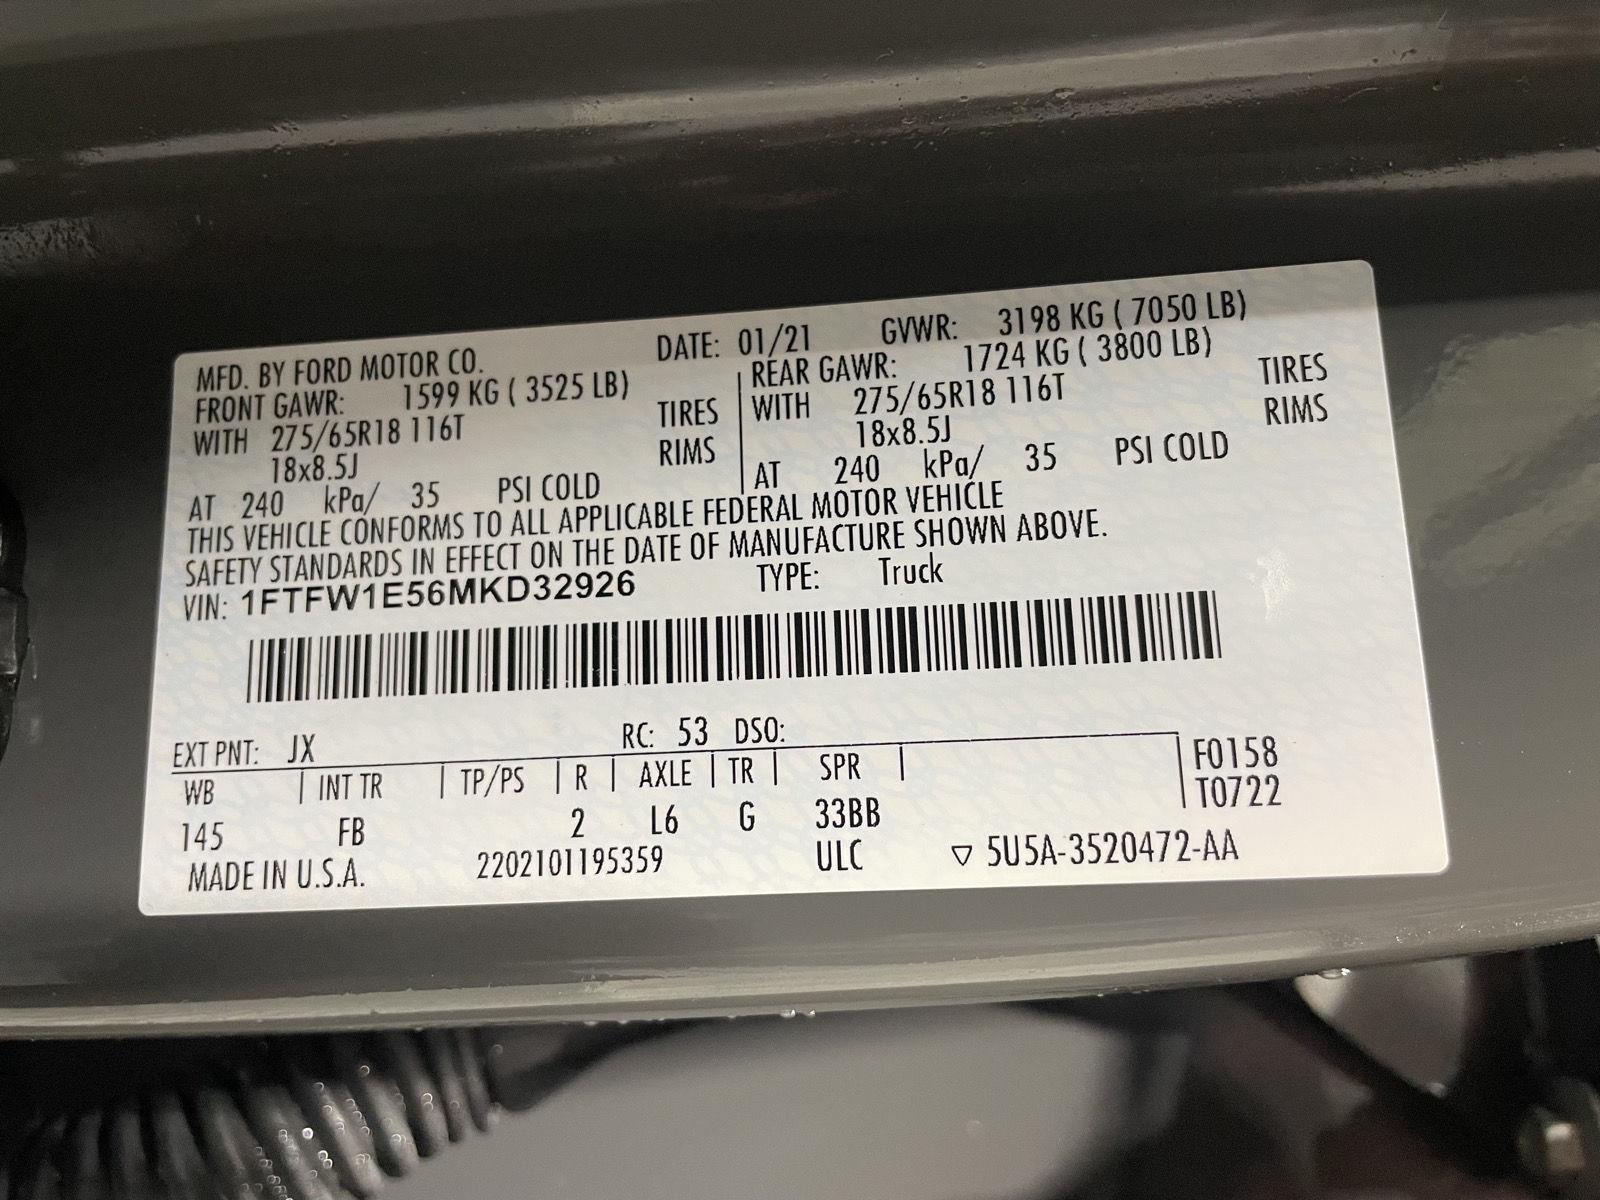 MFD. BY FORD MOTOR CO. DATE: 01/21 GVWR: 3198 KG ( 7050 LB)
FRONT GAWR: 1599 KG ( 3525 LB)
WITH 275/65R18 116T TIRES
18x8.5J RIMS
AT 240 kPa/ 35 PSI COLD
REAR GAWR: 1724 KG ( 3800 LB)
WITH 275/65R18 116T TIRES
18x8.5J RIMS
AT 240 kPa/ 35 PSI COLD
THIS VEHICLE CONFORMS TO ALL APPLICABLE FEDERAL MOTOR VEHICLE
SAFETY STANDARDS IN EFFECT ON THE DATE OF MANUFACTURE SHOWN ABOVE.
VIN: 1FTFW1E56MKD32926 TYPE: Truck
EXT PNT: JX RC: 53 DSO:
WB | INT TR | TP/PS | R | AXLE | TR | SPR | F0158
T0722
145 FB 2 L6 G 33BB
MADE IN U.S.A. 2202101195359 ULC ▽ 5U5A-3520472-AA